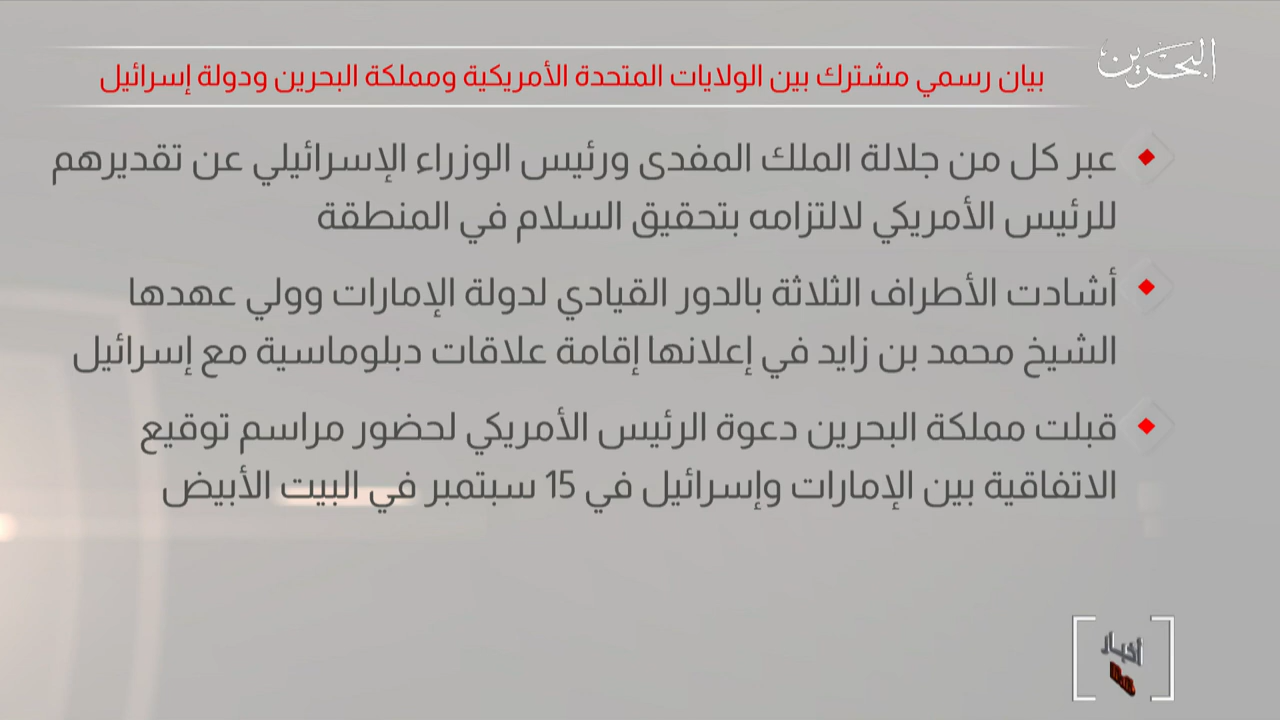 البحرين
بيان رسمي مشترك بين الولايات المتحدة الأمريكية ومملكة البحرين ودولة إسرائيل
عبر كل من جلالة الملك المفدى ورئيس الوزراء الإسرائيلي عن تقديرهم
للرئيس الأمريكي لالتزامه بتحقيق السلام في المنطقة
أشادت الأطراف الثلاثة بالدور القيادي لدولة الإمارات وولي عهدها
الشيخ محمد بن زايد في إعلانها إقامة علاقات دبلوماسية مع إسرائيل
قبلت مملكة البحرين دعوة الرئيس الأمريكي لحضور مراسم توقيع
الاتفاقية بين الإمارات وإسرائيل في 15 سبتمبر في البيت الأبيض
أخبار